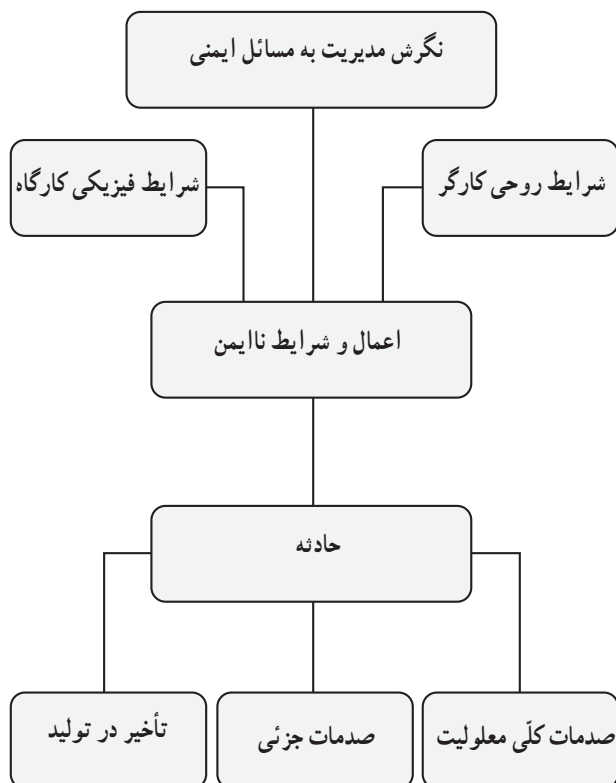 نگرش مدیریت به مسائل ایمنی
شرایط روحی کارگر
شرایط فیزیکی کارگاه
اعمال و شرایط ناایمن
حادثه
صدمات کلّی معلولیت
صدمات جزئی
تأخیر در تولید